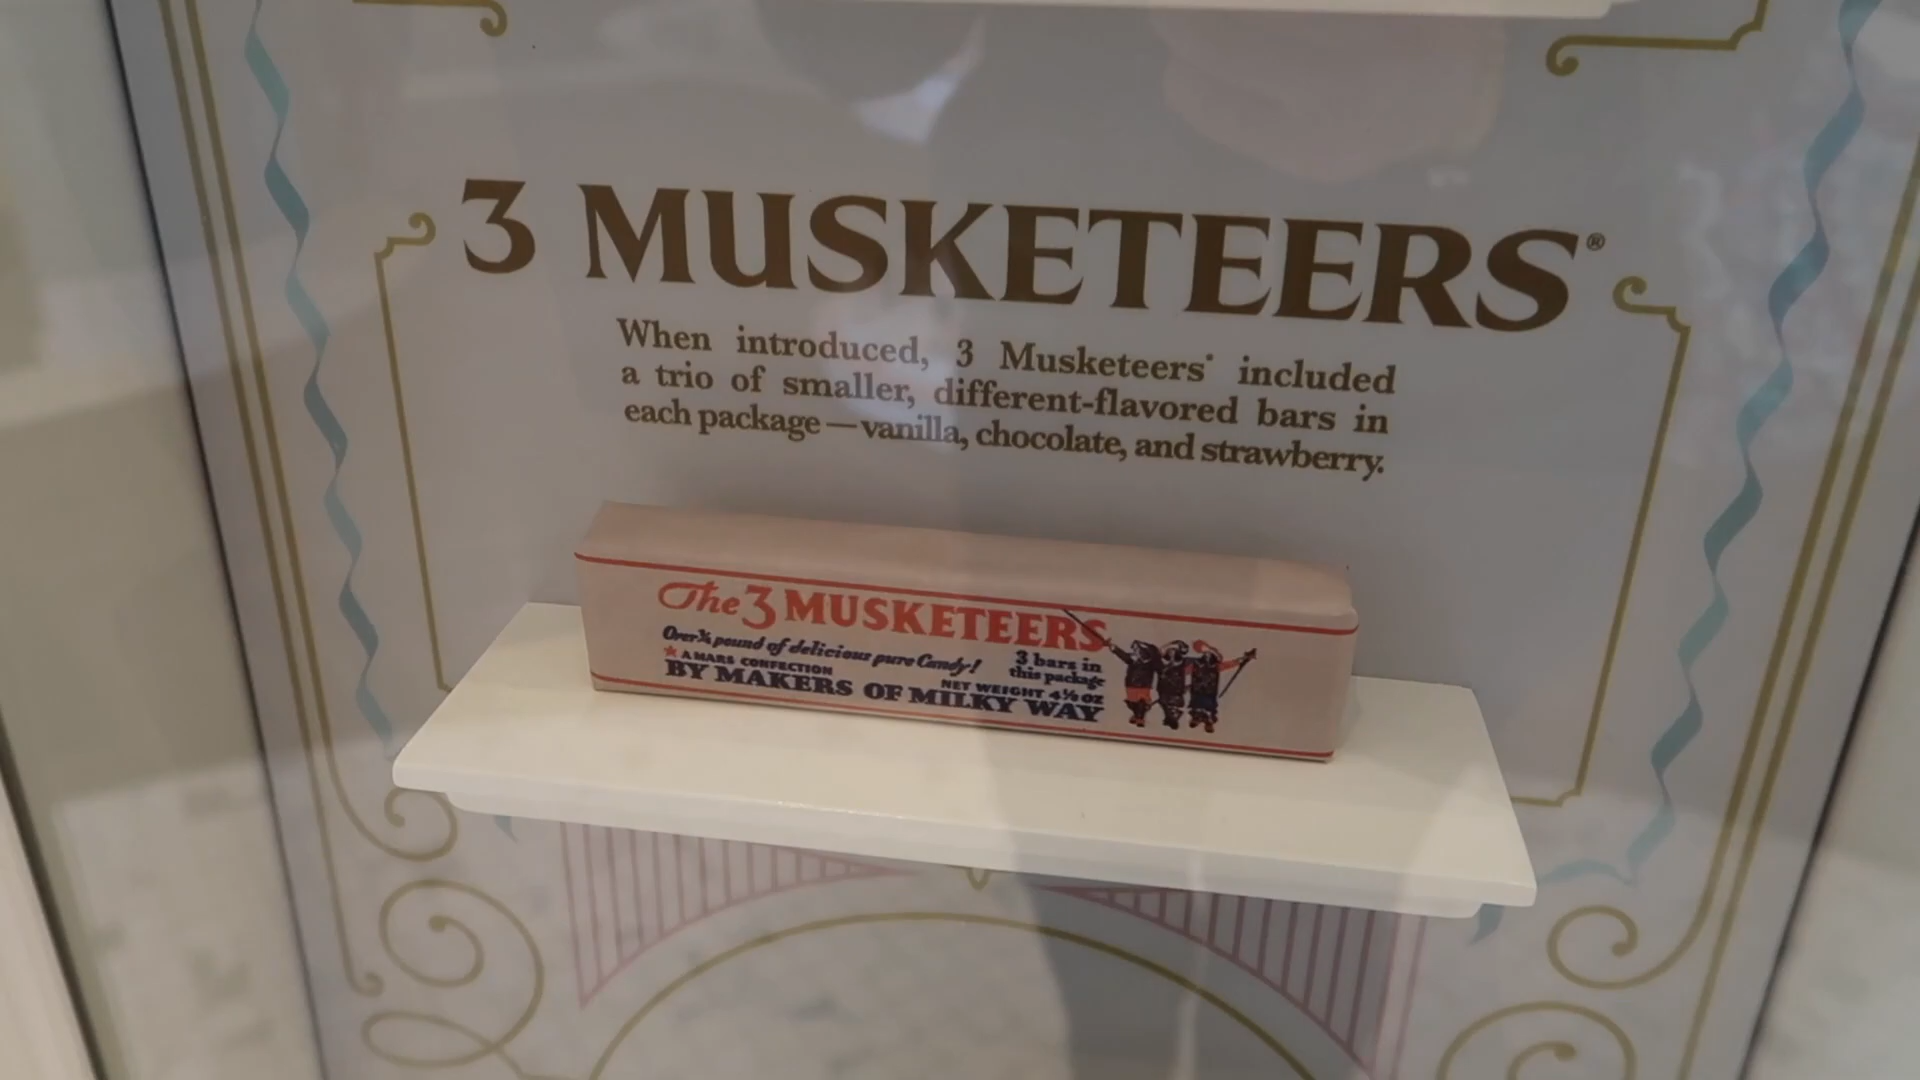 3 MUSKETEERS®
When introduced, 3 Musketeers® included
a trio of smaller, different-flavored bars in
each package—vanilla, chocolate, and strawberry.
The 3 MUSKETEERS
Over ¼ pound of delicious pure Candy!
3 bars in
this package
A MARS CONFECTION
NET WEIGHT 4⅛ OZ
BY MAKERS OF MILKY WAY